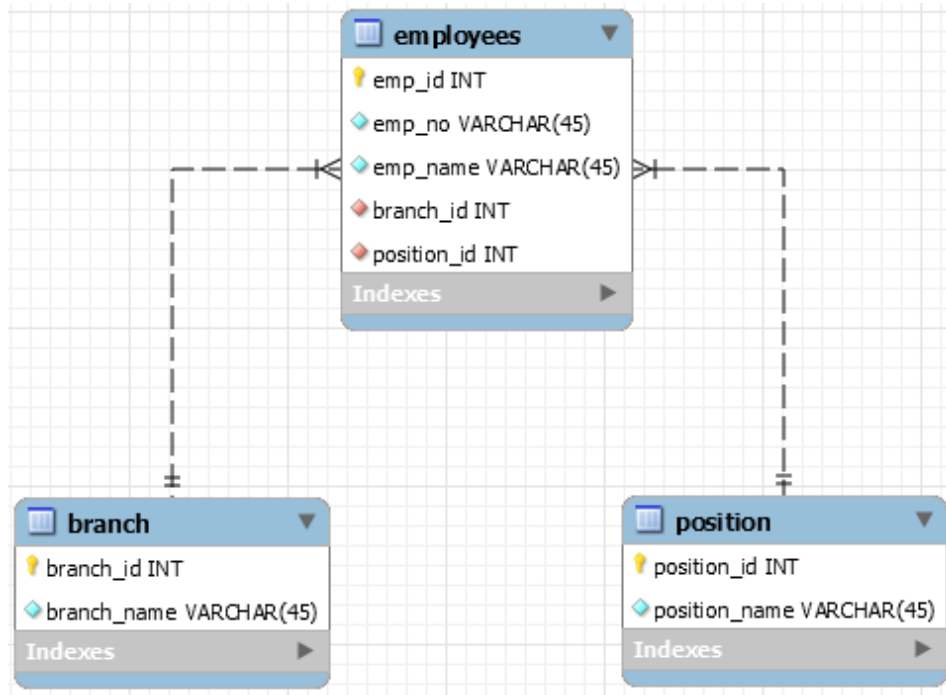 employees
emp_id INT
emp_no VARCHAR(45)
emp_name VARCHAR(45)
branch_id INT
position_id INT
Indexes
branch
branch_id INT
branch_name VARCHAR(45)
Indexes
position
position_id INT
position_name VARCHAR(45)
Indexes